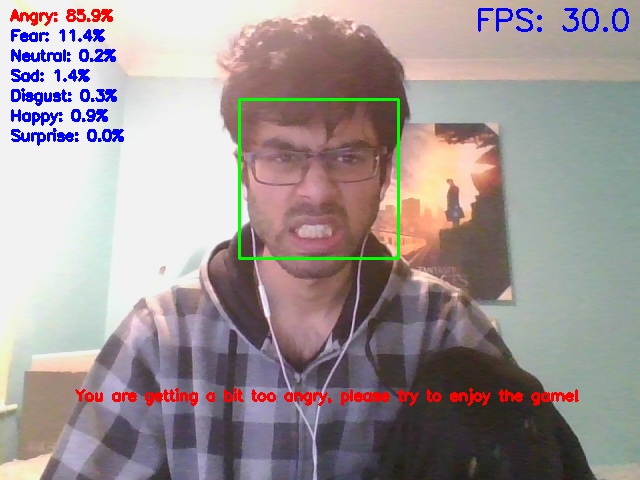 Angry: 85.9%
FPS: 30.0
Fear: 11.4%
Neutral: 0.2%
Sad: 1.4%
Disgust: 0.3%
Happy: 0.9%
Surprise: 0.0%
You are getting a bit too angry, please try to enjoy the game!